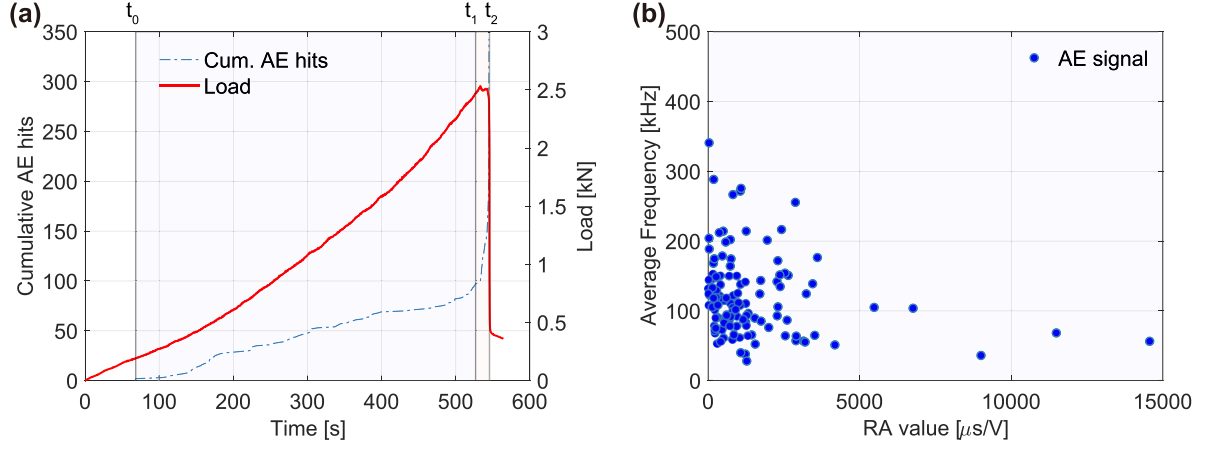 (a)
t0 t1 t2
350
300
250
200
150
100
50
0
Cumulative AE hits
3
2.5
2
1.5
1
0.5
0
Load [kN]
Cum. AE hits
Load
0 100 200 300 400 500 600
Time [s]
(b)
500
400
300
200
100
0
Average Frequency [kHz]
AE signal
0 5000 10000 15000
RA value [μs/V]